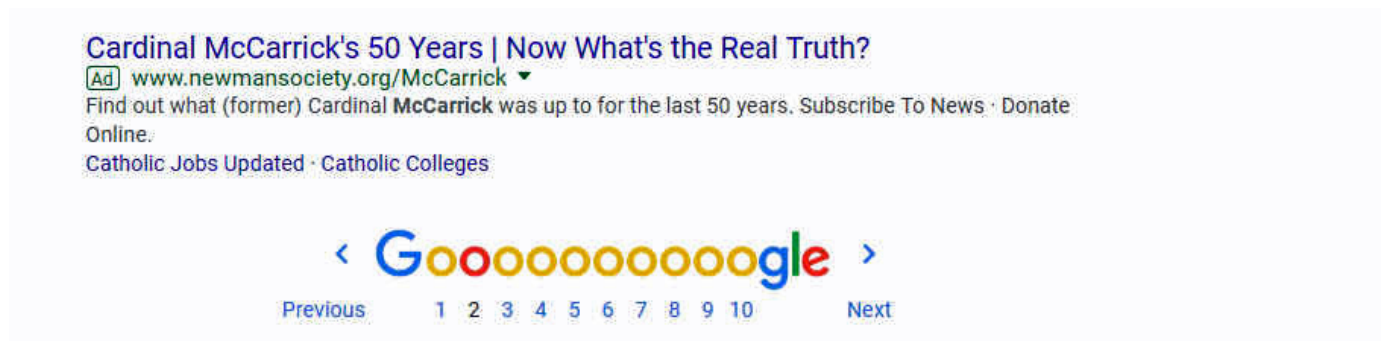 Cardinal McCarrick's 50 Years | Now What's the Real Truth?
Ad www.newmansociety.org/McCarrick
Find out what (former) Cardinal McCarrick was up to for the last 50 years. Subscribe To News · Donate
Online.
Catholic Jobs Updated · Catholic Colleges
< Goooooooooogle >
Previous 1 2 3 4 5 6 7 8 9 10 Next